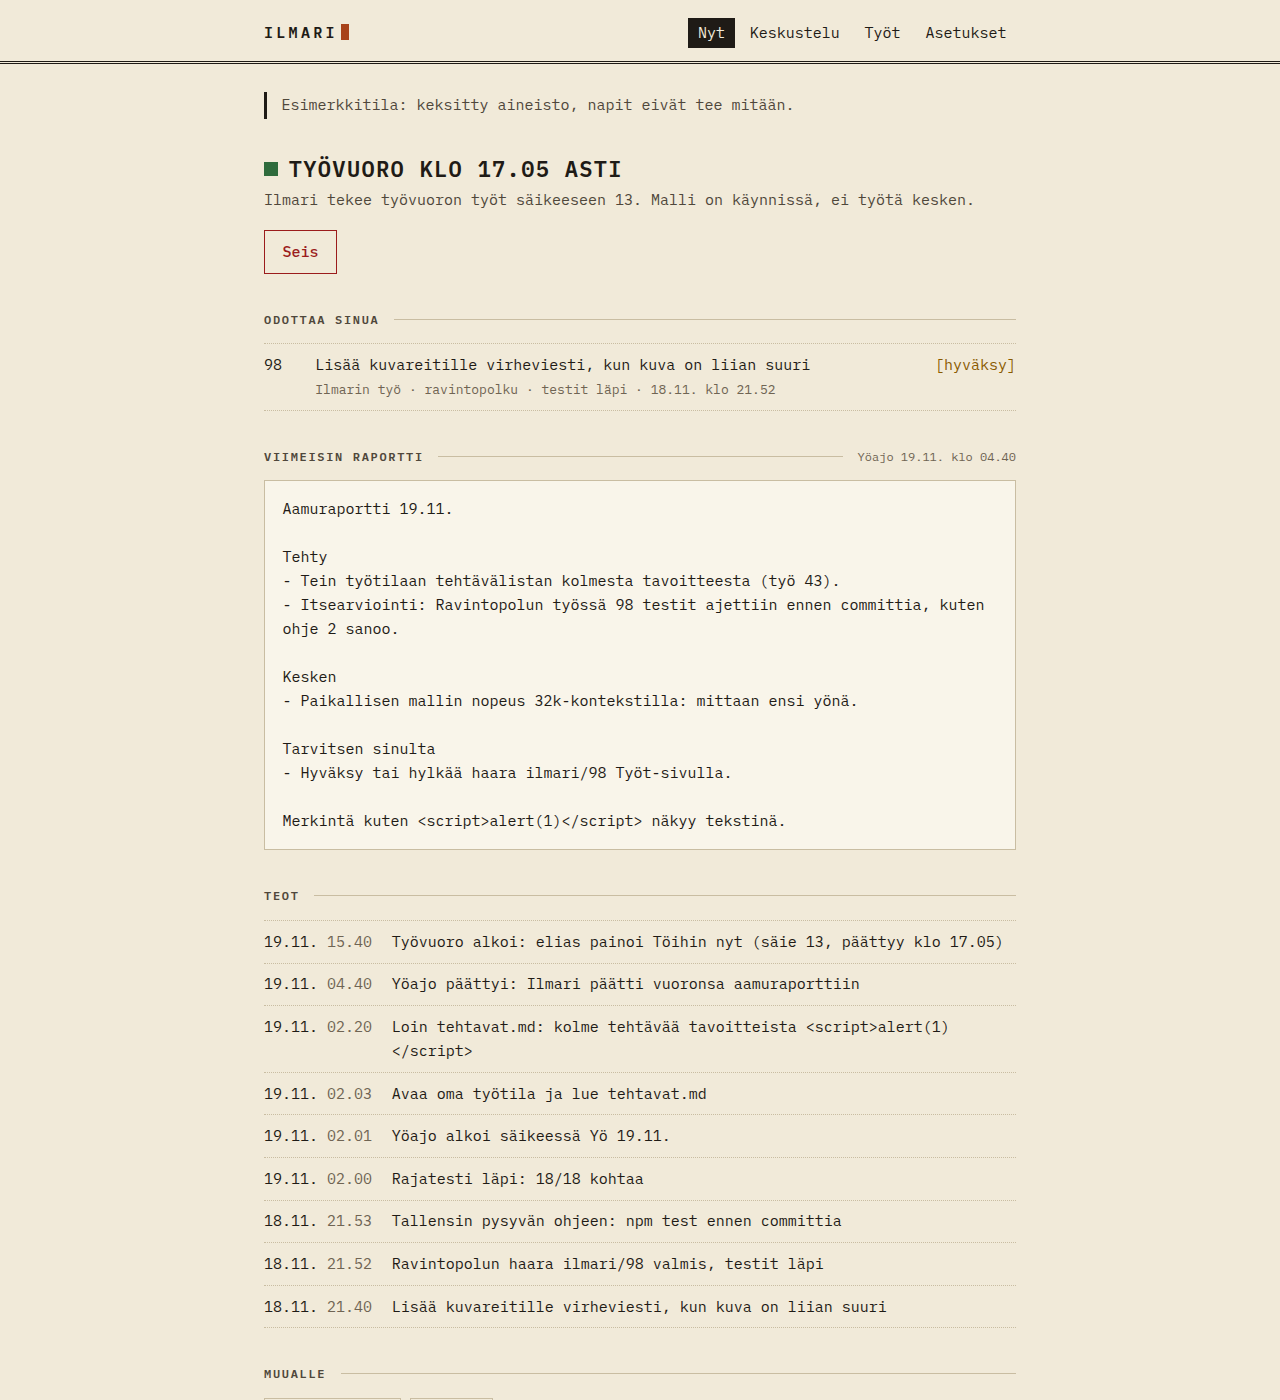 ILMARI
Nyt Keskustelu Työt Asetukset
Esimerkkitila: keksitty aineisto, napit eivät tee mitään.
TYÖVUORO KLO 17.05 ASTI
Ilmari tekee työvuoron työt säikeeseen 13. Malli on käynnissä, ei työtä kesken.
Seis
ODOTTAA SINUA
98 Lisää kuvareitille virheviesti, kun kuva on liian suuri [hyväksy]
Ilmarin työ · ravintopolku · testit läpi · 18.11. klo 21.52
VIIMEISIN RAPORTTI Yöajo 19.11. klo 04.40
Aamuraportti 19.11.
Tehty
- Tein työtilaan tehtävälistan kolmesta tavoitteesta (työ 43).
- Itsearviointi: Ravintopolun työssä 98 testit ajettiin ennen committia, kuten
ohje 2 sanoo.
Kesken
- Paikallisen mallin nopeus 32k-kontekstilla: mittaan ensi yönä.
Tarvitsen sinulta
- Hyväksy tai hylkää haara ilmari/98 Työt-sivulla.
Merkintä kuten <script>alert(1)</script> näkyy tekstinä.
TEOT
19.11. 15.40 Työvuoro alkoi: elias painoi Töihin nyt (säie 13, päättyy klo 17.05)
19.11. 04.40 Yöajo päättyi: Ilmari päätti vuoronsa aamuraporttiin
19.11. 02.20 Loin tehtavat.md: kolme tehtävää tavoitteista <script>alert(1)
</script>
19.11. 02.03 Avaa oma työtila ja lue tehtavat.md
19.11. 02.01 Yöajo alkoi säikeessä Yö 19.11.
19.11. 02.00 Rajatesti läpi: 18/18 kohtaa
18.11. 21.53 Tallensin pysyvän ohjeen: npm test ennen committia
18.11. 21.52 Ravintopolun haara ilmari/98 valmis, testit läpi
18.11. 21.40 Lisää kuvareitille virheviesti, kun kuva on liian suuri
MUUALLE